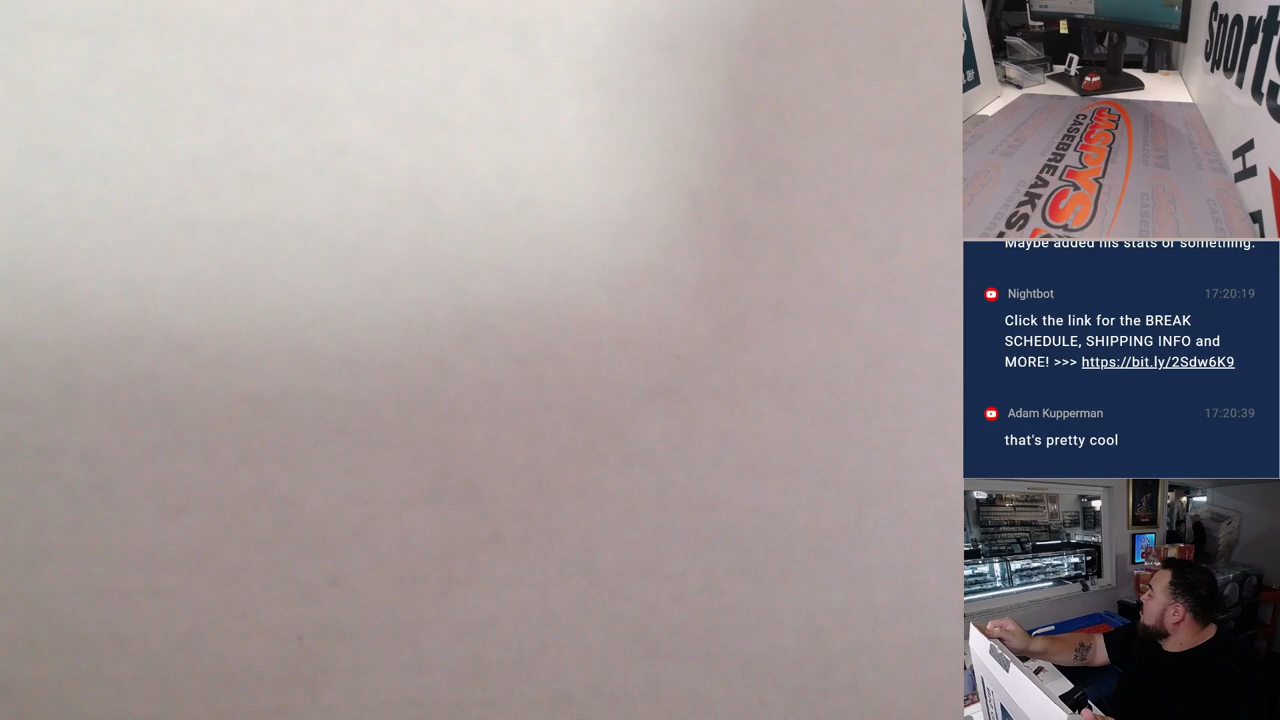 Sports
JASPYS
CASEBREAKS
Maybe added his stats or something.
Nightbot 17:20:19
Click the link for the BREAK
SCHEDULE, SHIPPING INFO and
MORE! >>> https://bit.ly/2Sdw6K9
Adam Kupperman 17:20:39
that's pretty cool